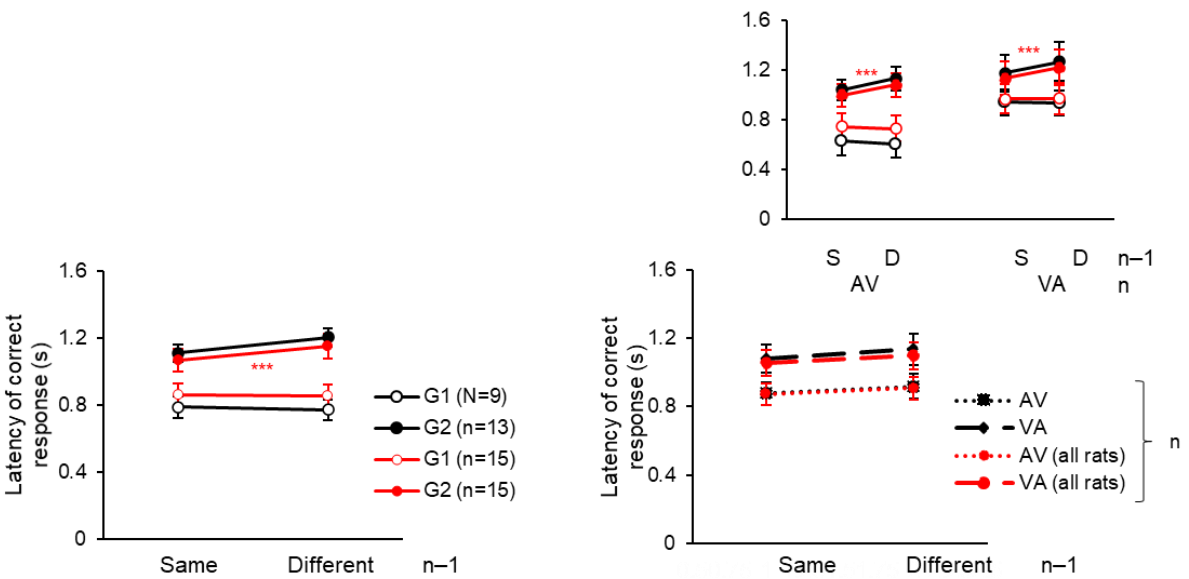 1.6
1.2
0.8
0.4
0
***
***
S D S D n–1
AV VA n
Latency of correct
response (s)
1.6
1.2
0.8
0.4
0
***
G1 (N=9)
G2 (n=13)
G1 (n=15)
G2 (n=15)
Same Different n–1
Latency of correct
response (s)
1.6
1.2
0.8
0.4
0
AV
VA
AV (all rats)
VA (all rats)
n
Same Different n–1